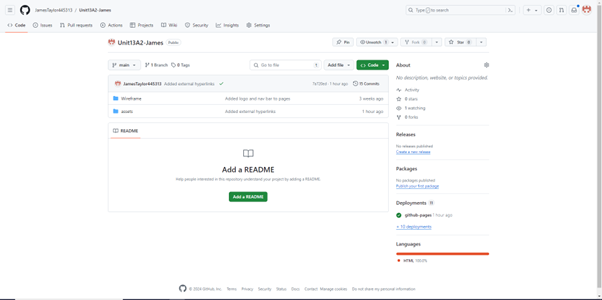 JamesTaylor445313 / Unit13A2-James
Type / to search
Code Issues Pull requests Actions Projects Wiki Security Insights Settings
Unit13A2-James Public
Pin Unwatch 1 Fork 0 Star 0
main 1 Branch 0 Tags Go to file t Add file Code
About
No description, website, or topics provided.
JamesTaylor445313 Added external hyperlinks 1 hour ago 15 Commits
Wireframe Added logo and nav bar to pages 3 weeks ago
assets Added external hyperlinks 1 hour ago
Activity
0 stars
1 watching
0 forks
README
Add a README
Help people interested in this repository understand your project by adding a README.
Add a README
Releases
No releases published
Create a new release
Packages
No packages published
Publish your first package
Deployments
github-pages 1 hour ago
Languages
HTML 100.0%
© 2024 GitHub, Inc. Terms Privacy Security Status Docs Contact Manage cookies Do not share my personal information